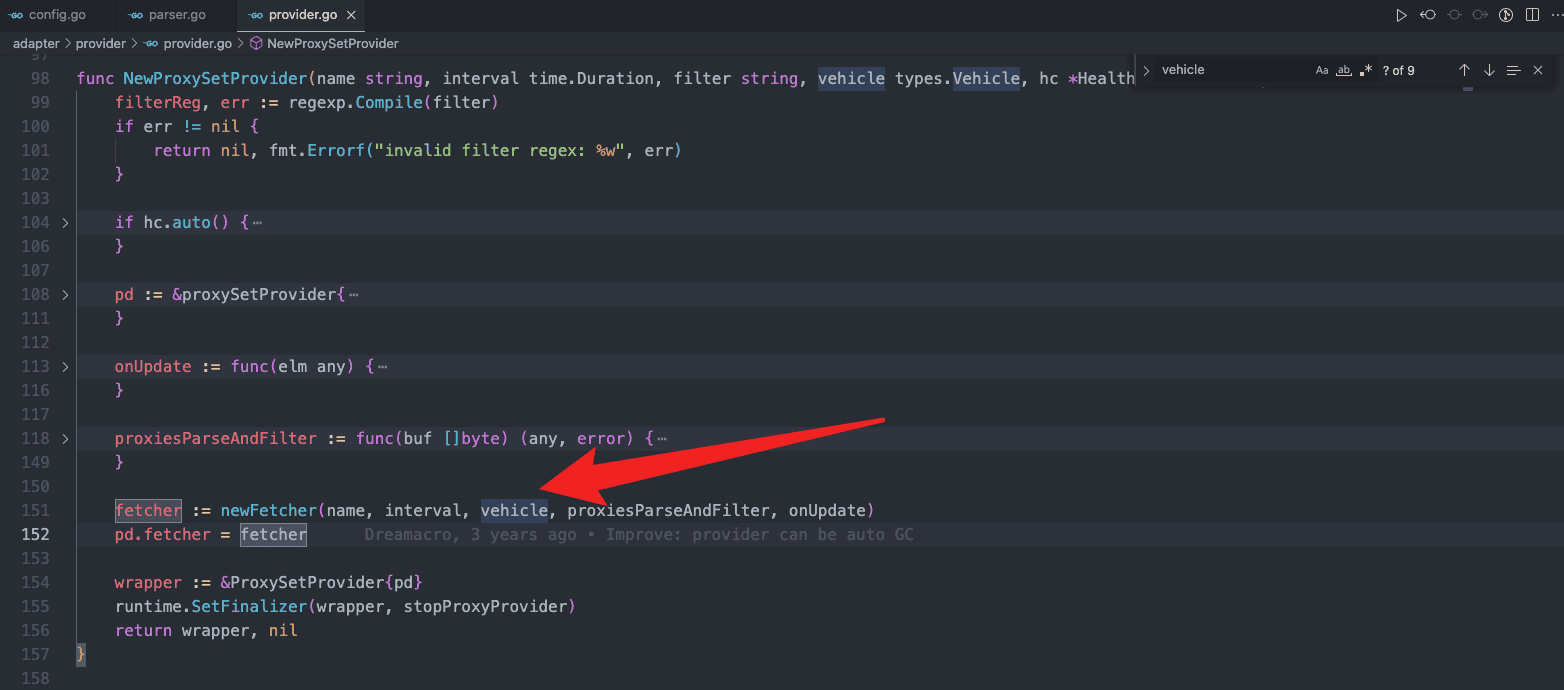 config.go parser.go provider.go
adapter > provider > provider.go > NewProxySetProvider
vehicle Aa ab .* ? of 9
97
98 func NewProxySetProvider(name string, interval time.Duration, filter string, vehicle types.Vehicle, hc *Health
99 filterReg, err := regexp.Compile(filter)
100 if err != nil {
101 return nil, fmt.Errorf("invalid filter regex: %w", err)
102 }
103
104 if hc.auto() {⋯
106 }
107
108 pd := &proxySetProvider{⋯
111 }
112
113 onUpdate := func(elm any) {⋯
116 }
117
118 proxiesParseAndFilter := func(buf []byte) (any, error) {⋯
149 }
150
151 fetcher := newFetcher(name, interval, vehicle, proxiesParseAndFilter, onUpdate)
152 pd.fetcher = fetcher Dreamacro, 3 years ago • Improve: provider can be auto GC
153
154 wrapper := &ProxySetProvider{pd}
155 runtime.SetFinalizer(wrapper, stopProxyProvider)
156 return wrapper, nil
157 }
158